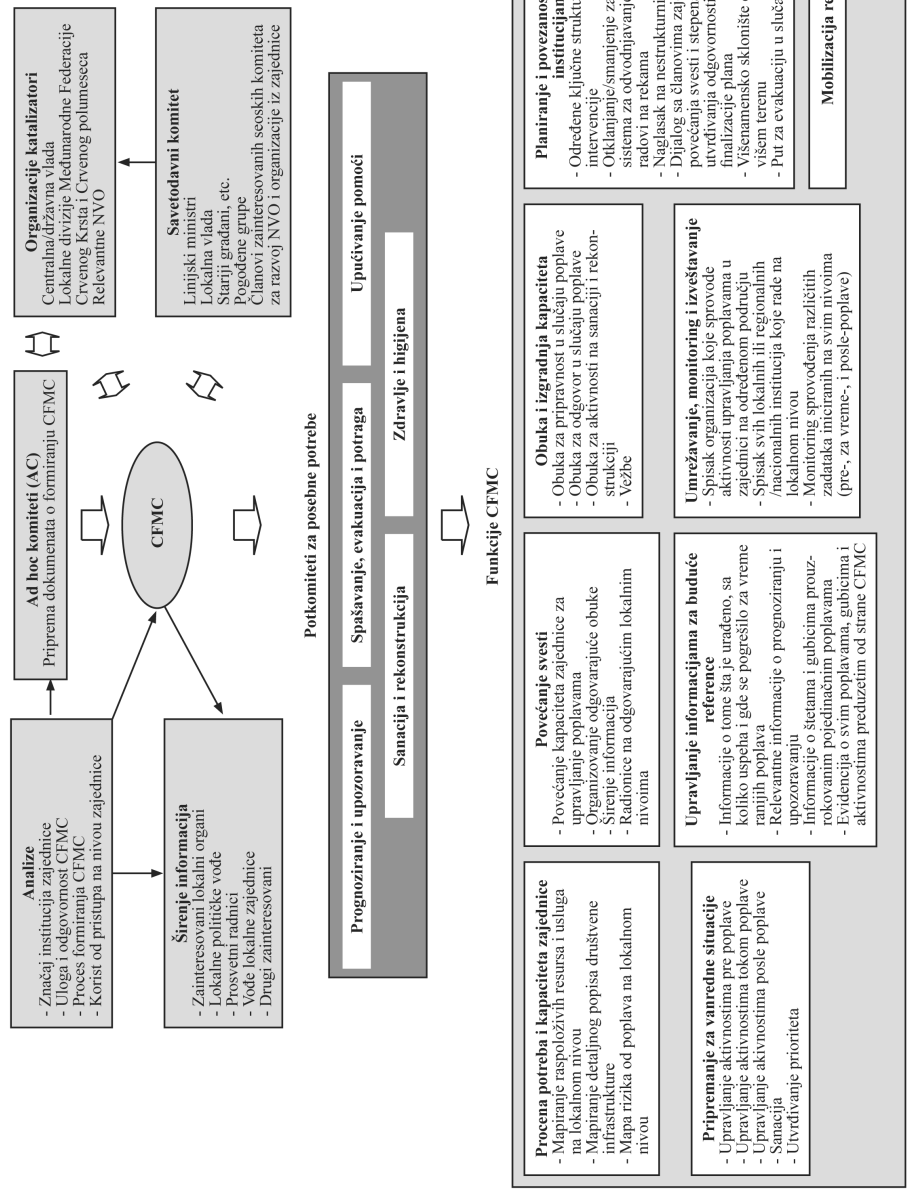 Analize
- Značaj institucija zajednice
- Uloga i odgovornost CFMC
- Proces formiranja CFMC
- Korist od pristupa na nivou zajednice
Ad hoc komiteti (AC)
Priprema dokumenata o formiranju CFMC
Organizacije katalizatori
Centralna/državna vlada
Lokalne divizije Međunarodne Federacije
Crvenog Krsta i Crvenog polumeseca
Relevantne NVO
Širenje informacija
- Zainteresovani lokalni organi
- Lokalne političke vođe
- Prosvetni radnici
- Vođe lokalne zajednice
- Drugi zainteresovani
CFMC
Savetodavni komitet
Linijski ministri
Lokalna vlada
Stariji građani, etc.
Pogođene grupe
Članovi zainteresovanih seoskih komiteta
za razvoj NVO i organizacije iz zajednice
Potkomiteti za posebne potrebe
Prognoziranje i upozoravanje
Spašavanje, evakuacija i potraga
Upućivanje pomoći
Sanacija i rekonstrukcija
Zdravlje i higijena
Funkcije CFMC
Procena potreba i kapaciteta zajednice
- Mapiranje raspoloživih resursa i usluga
na lokalnom nivou
- Mapiranje detaljnog popisa društvene
infrastrukture
- Mapa rizika od poplava na lokalnom
nivou
Povećanje svesti
- Povećanje kapaciteta zajednice za
upravljanje poplavama
- Organizovanje odgovarajuće obuke
- Širenje informacija
- Radionice na odgovarajućim lokalnim
nivoima
Obuka i izgradnja kapaciteta
- Obuka za pripravnost u slučaju poplave
- Obuka za odgovor u slučaju poplave
- Obuka za aktivnosti na sanaciji i rekon-
strukciji
- Vežbe
Planiranje i povezanos
institucijan
- Određene ključne struktu
intervencije
- Otklanjanje/smanjenje za
sistema za odvodnjavanje
radovi na rekama
- Naglasak na nestrukturni
- Dijalog sa članovima zaj
povećanja svesti i stepen
utvrđivanja odgovornosti
finalizacije plana
- Višenamensko sklonište
višem terenu
- Put za evakuaciju u sluča
Pripremanje za vanredne situacije
- Upravljanje aktivnostima pre poplave
- Upravljanje aktivnostima tokom poplave
- Upravljanje akivnostima posle poplave
- Sanacija
- Utvrđivanje prioriteta
Upravljanje informacijama za buduće
reference
- Informacije o tome šta je urađeno, sa
koliko uspeha i gde se pogrešilo za vreme
ranijih poplava
- Relevantne informacije o prognoziranju i
upozoravanju
- Informacije o štetama i gubicima prouz-
rokovanim pojedinačnim poplavama
- Evidencija o svim poplavama, gubicima i
aktivnostima preduzetim od strane CFMC
Umrežavanje, monitoring i izveštavanje
- Spisak organizacija koje sprovode
aktivnosti upravljanja poplavama u
zajednici na određenom području
- Spisak svih lokalnih ili regionalnih
/nacionalnih institucija koje rade na
lokalnom nivou
- Monitoring sprovođenja različitih
zadataka iniciranih na svim nivoima
(pre-, za vreme-, i posle-poplave)
Mobilizacija re